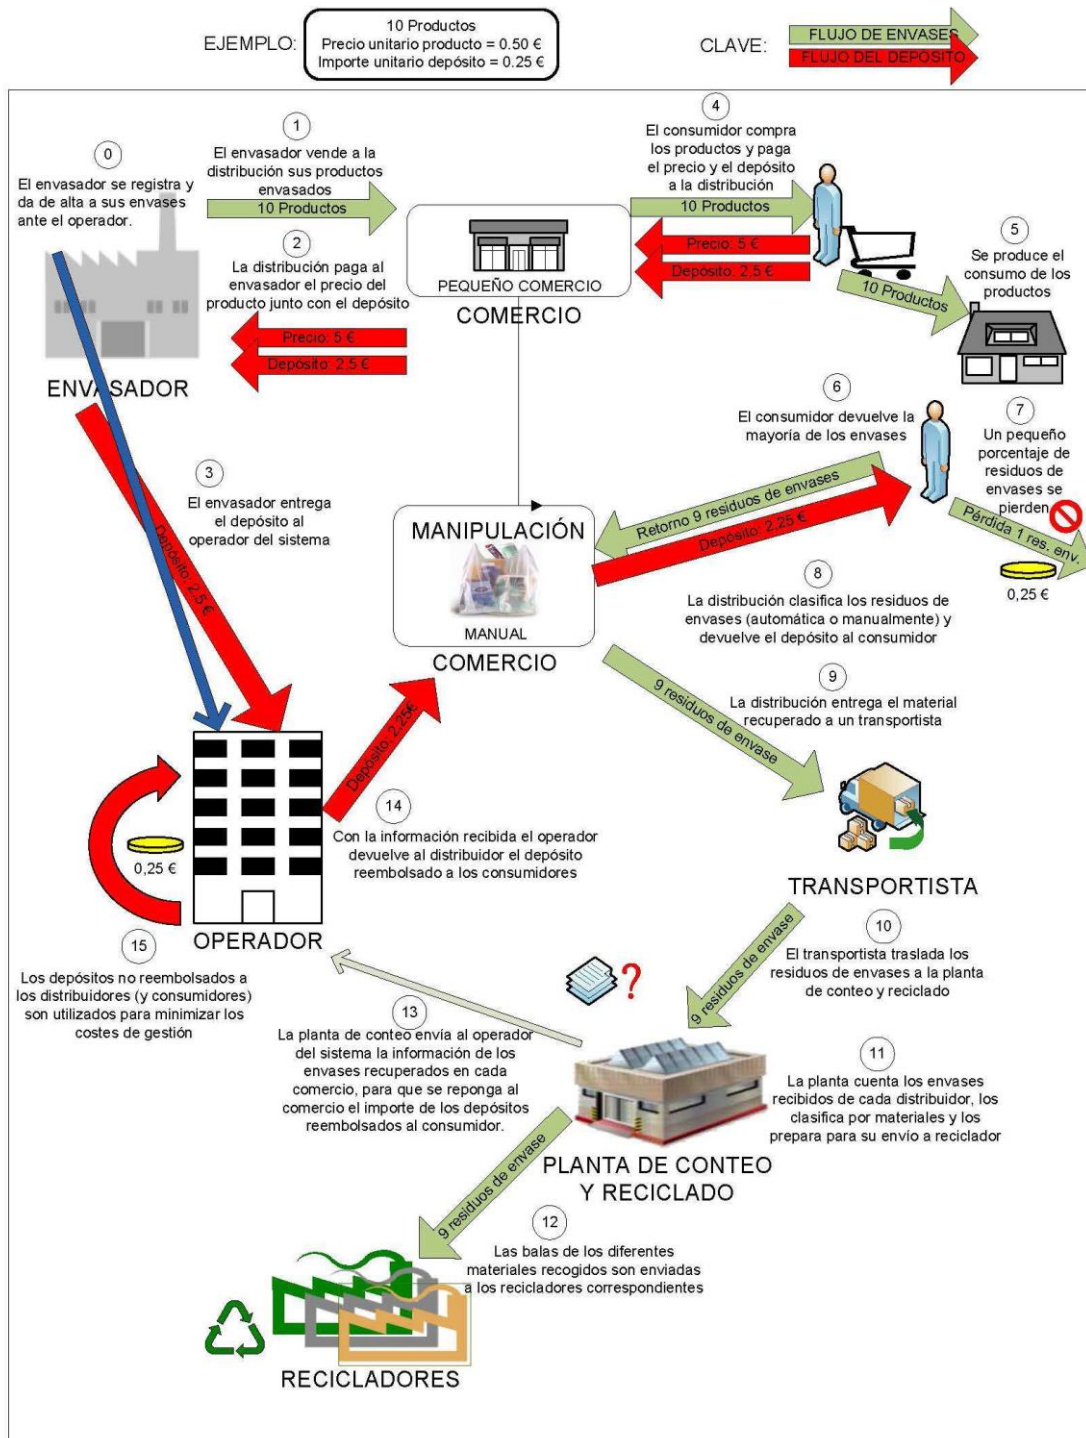 EJEMPLO:
10 Productos
Precio unitario producto = 0.50 €
Importe unitario depósito = 0.25 €
CLAVE:
FLUJO DE ENVASES
FLUJO DEL DEPOSITO
0
El envasador se registra y
da de alta a sus envases
ante el operador.
ENVASADOR
1
El envasador vende a la
distribución sus productos
envasados
10 Productos
2
La distribución paga al
envasador el precio del
producto junto con el depósito
Precio: 5 €
Depósito: 2,5 €
PEQUEÑO COMERCIO
COMERCIO
4
El consumidor compra
los productos y paga
el precio y el depósito
a la distribución
10 Productos
Precio: 5 €
Depósito: 2,5 €
5
Se produce el
consumo de los
productos
10 Productos
3
El envasador entrega
el depósito al
operador del sistema
Depósito: 2,5 €
6
El consumidor devuelve la
mayoría de los envases
Retorno 9 residuos de envases
Depósito: 2,25 €
7
Un pequeño
porcentaje de
residuos de
envases se
pierden
Pérdida 1 res. env.
0,25 €
MANIPULACIÓN
MANUAL
COMERCIO
8
La distribución clasifica los residuos de
envases (automática o manualmente) y
devuelve el depósito al consumidor
9
La distribución entrega el material
recuperado a un transportista
9 residuos de envase
TRANSPORTISTA
10
El transportista traslada los
residuos de envases a la planta
de conteo y reciclado
9 residuos de envase
Depósito; 2,25€
14
Con la información recibida el operador
devuelve al distribuidor el depósito
reembolsado a los consumidores
0,25 €
OPERADOR
15
Los depósitos no reembolsados a
los distribuidores (y consumidores)
son utilizados para minimizar los
costes de gestión
?
13
La planta de conteo envía al operador
del sistema la información de los
envases recuperados en cada
comercio, para que se reponga al
comercio el importe de los depósitos
reembolsados al consumidor.
11
La planta cuenta los envases
recibidos de cada distribuidor, los
clasifica por materiales y los
prepara para su envío a reciclador
PLANTA DE CONTEO
Y RECICLADO
9 residuos de envase
12
Las balas de los diferentes
materiales recogidos son enviadas
a los recicladores correspondientes
RECICLADORES